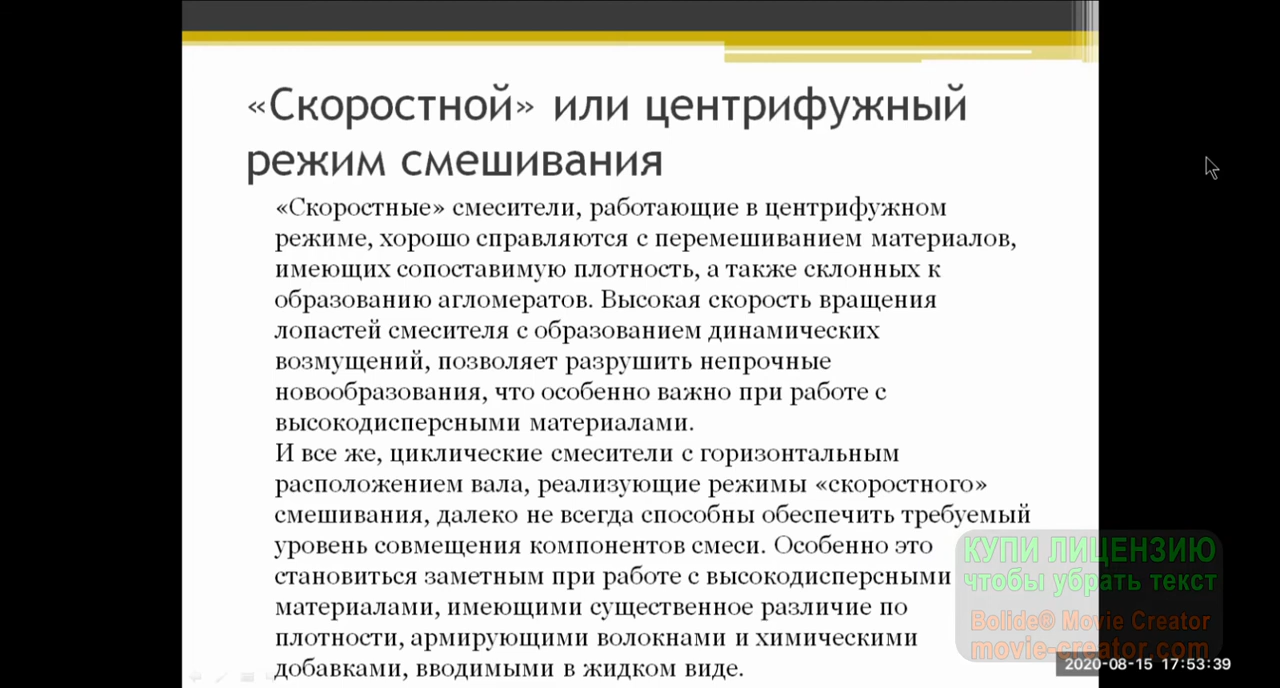 «Скоростной» или центрифужный
режим смешивания
«Скоростные» смесители, работающие в центрифужном
режиме, хорошо справляются с перемешиванием материалов,
имеющих сопоставимую плотность, а также склонных к
образованию агломератов. Высокая скорость вращения
лопастей смесителя с образованием динамических
возмущений, позволяет разрушить непрочные
новообразования, что особенно важно при работе с
высокодисперсными материалами.
И все же, циклические смесители с горизонтальным
расположением вала, реализующие режимы «скоростного»
смешивания, далеко не всегда способны обеспечить требуемый
уровень совмещения компонентов смеси. Особенно это
становиться заметным при работе с высокодисперсными
материалами, имеющими существенное различие по
плотности, армирующими волокнами и химическими
добавками, вводимыми в жидком виде.
КУПИ ЛИЦЕНЗИЮ
чтобы убрать текст
Bolide® Movie Creator
movie-creator.com
2020-08-15 17:53:39